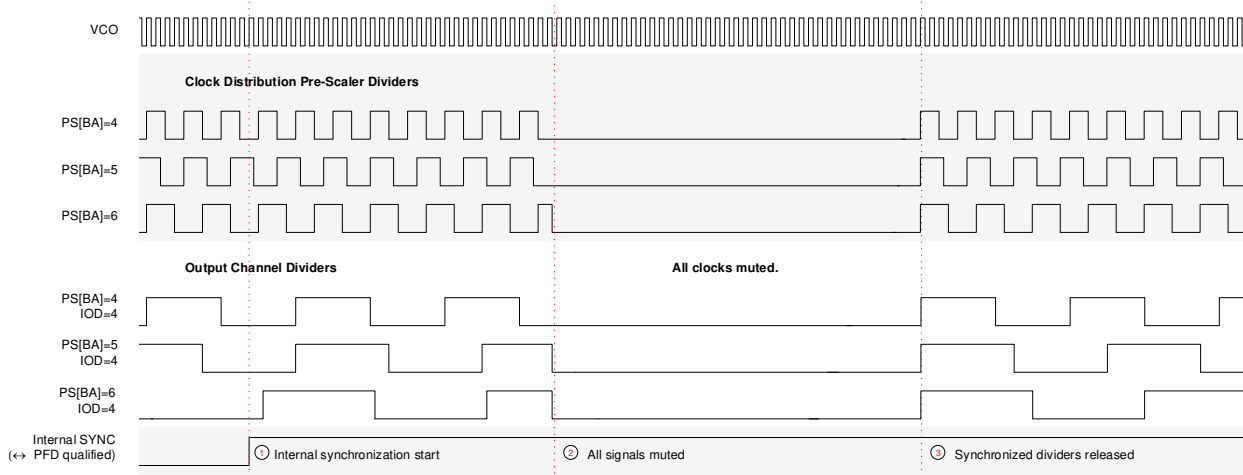 VCO
Clock Distribution Pre-Scaler Dividers
PS[BA]=4
PS[BA]=5
PS[BA]=6
Output Channel Dividers
All clocks muted.
PS[BA]=4
IOD=4
PS[BA]=5
IOD=4
PS[BA]=6
IOD=4
Internal SYNC
(↔ PFD qualified)
1 Internal synchronization start
2 All signals muted
3 Synchronized dividers released